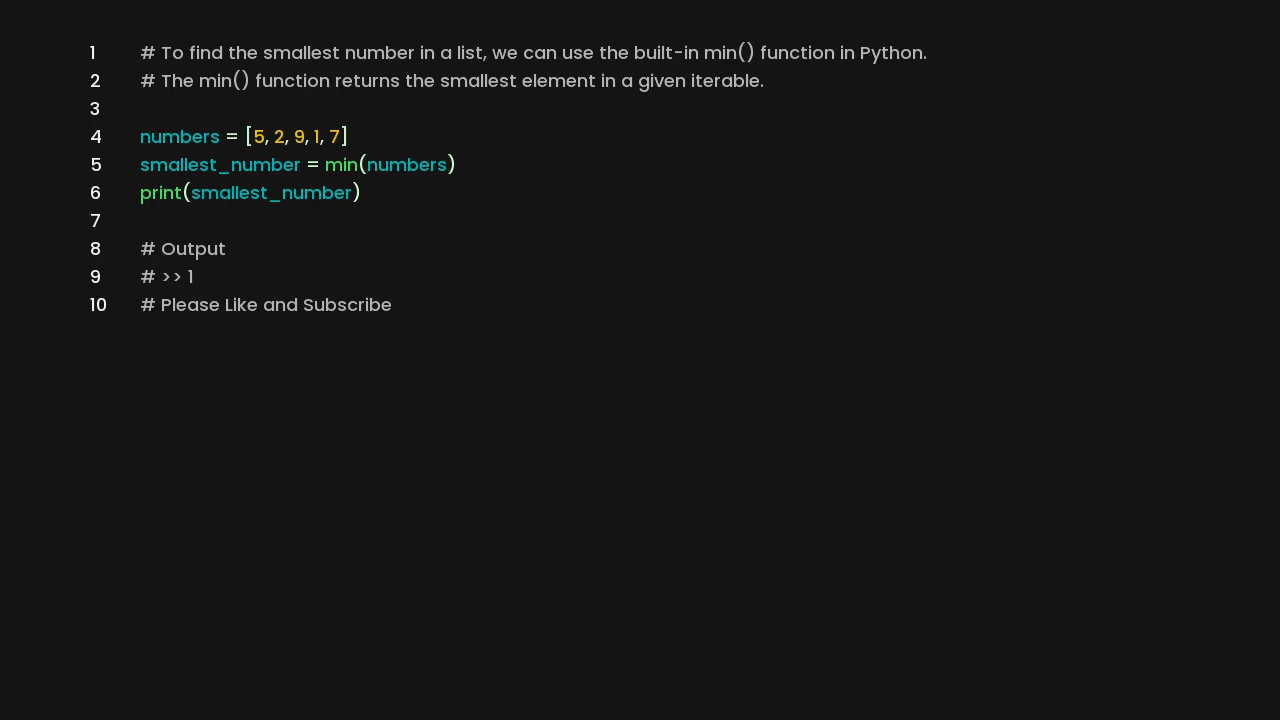 1 # To find the smallest number in a list, we can use the built-in min() function in Python.
2 # The min() function returns the smallest element in a given iterable.
3
4 numbers = [5, 2, 9, 1, 7]
5 smallest_number = min(numbers)
6 print(smallest_number)
7
8 # Output
9 # >> 1
10 # Please Like and Subscribe